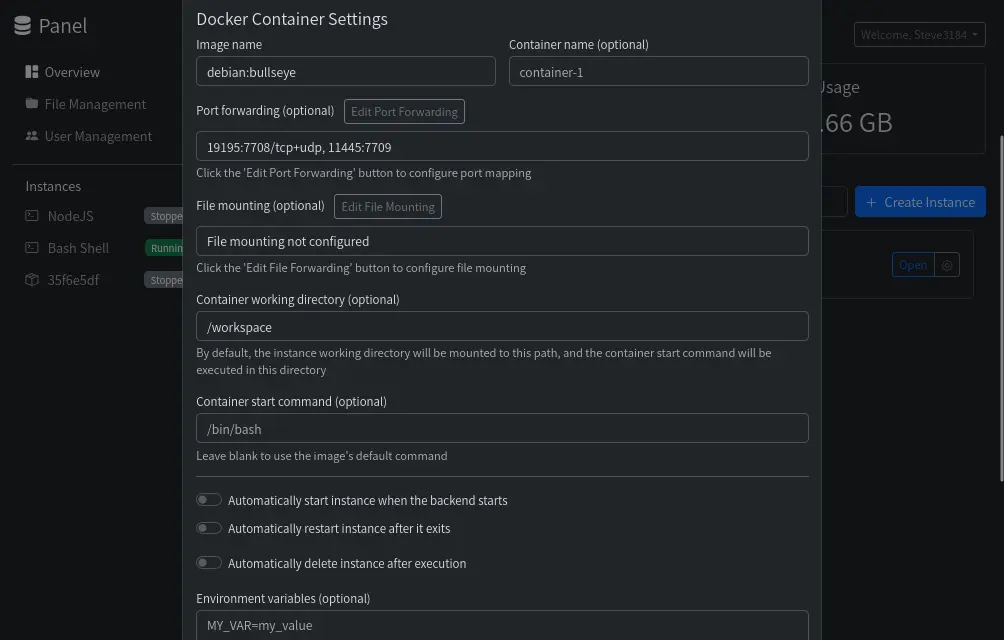 Panel
Overview
File Management
User Management
Instances
NodeJS
Stoppe
Bash Shell
Runnin
35f6e5df
Stoppe
Docker Container Settings
Image name
debian:bullseye
Container name (optional)
container-1
Port forwarding (optional)
Edit Port Forwarding
19195:7708/tcp+udp, 11445:7709
Click the 'Edit Port Forwarding' button to configure port mapping
File mounting (optional)
Edit File Mounting
File mounting not configured
Click the 'Edit File Forwarding' button to configure file mounting
Container working directory (optional)
/workspace
By default, the instance working directory will be mounted to this path, and the container start command will be
executed in this directory
Container start command (optional)
/bin/bash
Leave blank to use the image's default command
Automatically start instance when the backend starts
Automatically restart instance after it exits
Automatically delete instance after execution
Environment variables (optional)
MY_VAR=my_value
Welcome, Steve3184
Usage
.66 GB
+ Create Instance
Open